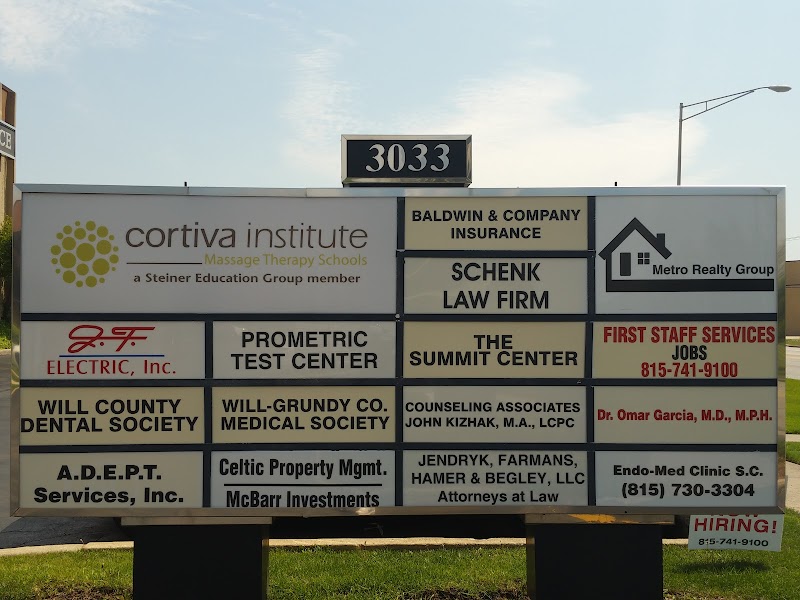 3033
cortiva institute
Massage Therapy Schools
a Steiner Education Group member
BALDWIN & COMPANY
INSURANCE
SCHENK
LAW FIRM
Metro Realty Group
J.F.
ELECTRIC, Inc.
PROMETRIC
TEST CENTER
THE
SUMMIT CENTER
FIRST STAFF SERVICES
JOBS
815-741-9100
WILL COUNTY
DENTAL SOCIETY
WILL-GRUNDY CO.
MEDICAL SOCIETY
COUNSELING ASSOCIATES
JOHN KIZHAK, M.A., LCPC
Dr. Omar Garcia, M.D., M.P.H.
A.D.E.P.T.
Services, Inc.
Celtic Property Mgmt.
McBarr Investments
JENDRYK, FARMANS,
HAMER & BEGLEY, LLC
Attorneys at Law
Endo-Med Clinic S.C.
(815) 730-3304
NOW
HIRING!
815-741-9100